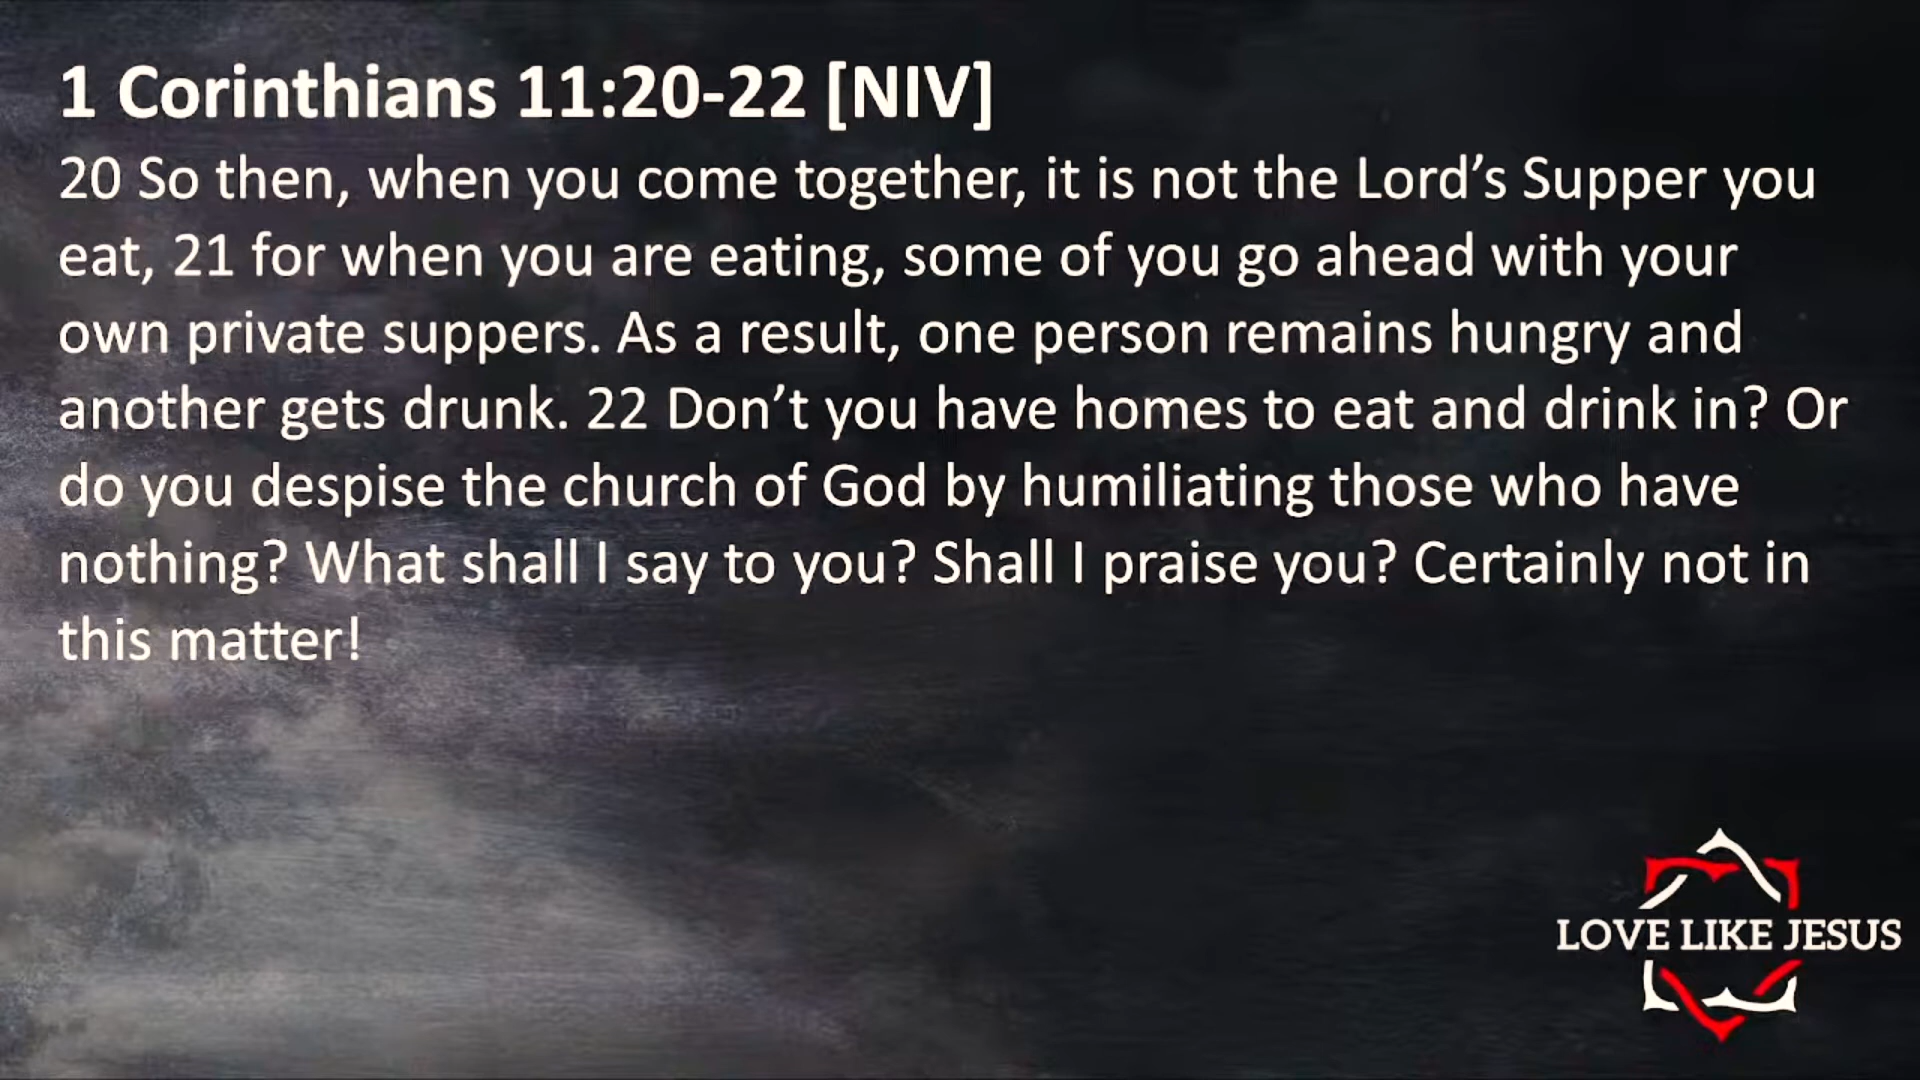 1 Corinthians 11:20-22 [NIV]
20 So then, when you come together, it is not the Lord’s Supper you
eat, 21 for when you are eating, some of you go ahead with your
own private suppers. As a result, one person remains hungry and
another gets drunk. 22 Don’t you have homes to eat and drink in? Or
do you despise the church of God by humiliating those who have
nothing? What shall I say to you? Shall I praise you? Certainly not in
this matter!
LOVE LIKE JESUS